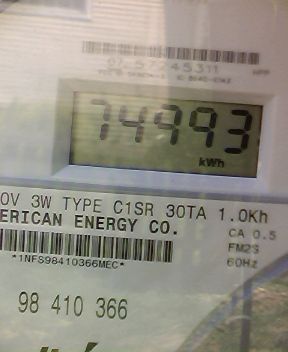 74993
kWh
0V 3W TYPE C1SR 30TA 1.0Kh
ERICAN ENERGY CO.
CA 0.5
FM2S
60Hz
*1NFS98410366MEC*
98 410 366